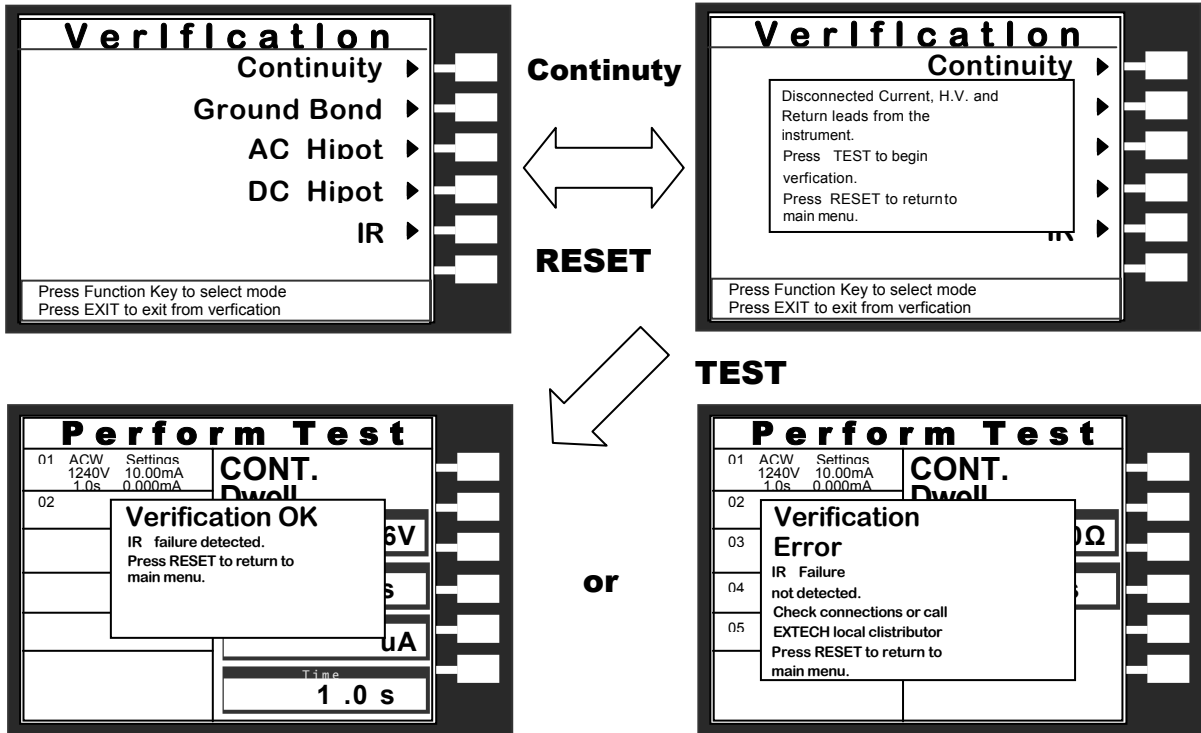 Verification
Continuity
Ground Bond
AC Hipot
DC Hipot
IR
Press Function Key to select mode
Press EXIT to exit from verfication
Continuty
RESET
Verification
Continuity
Disconnected Current, H.V. and
Return leads from the
instrument.
Press TEST to begin
verfication.
Press RESET to returnto
main menu.
IR
Press Function Key to select mode
Press EXIT to exit from verfication
TEST
Perform Test
01 ACW Settings
1240V 10.00mA
1.0s 0.000mA
02
CONT.
Dwell
Verification OK
IR failure detected.
Press RESET to return to
main menu.
6V
s
uA
Time
1.0 s
or
Perform Test
01 ACW Settings
1240V 10.00mA
1.0s 0.000mA
02
03
04
05
CONT.
Dwell
Verification
Error
IR Failure
not detected.
Check connections or call
EXTECH local clistributor
Press RESET to return to
main menu.
0Ω